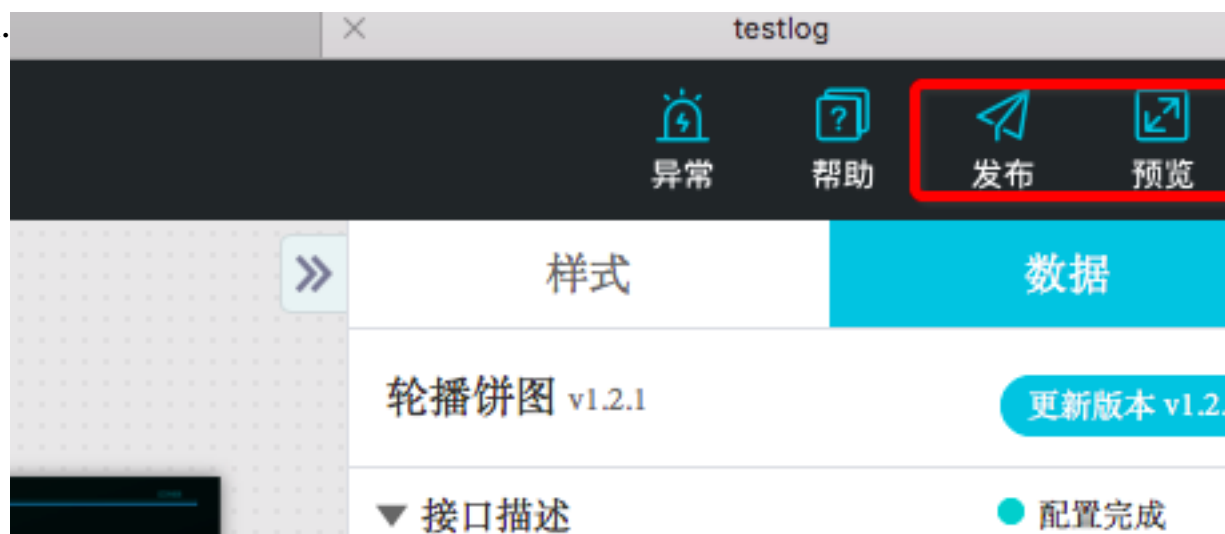 testlog
异常 帮助 发布 预览
样式 数据
轮播饼图 v1.2.1 更新版本 v1.2.
▼ 接口描述 配置完成